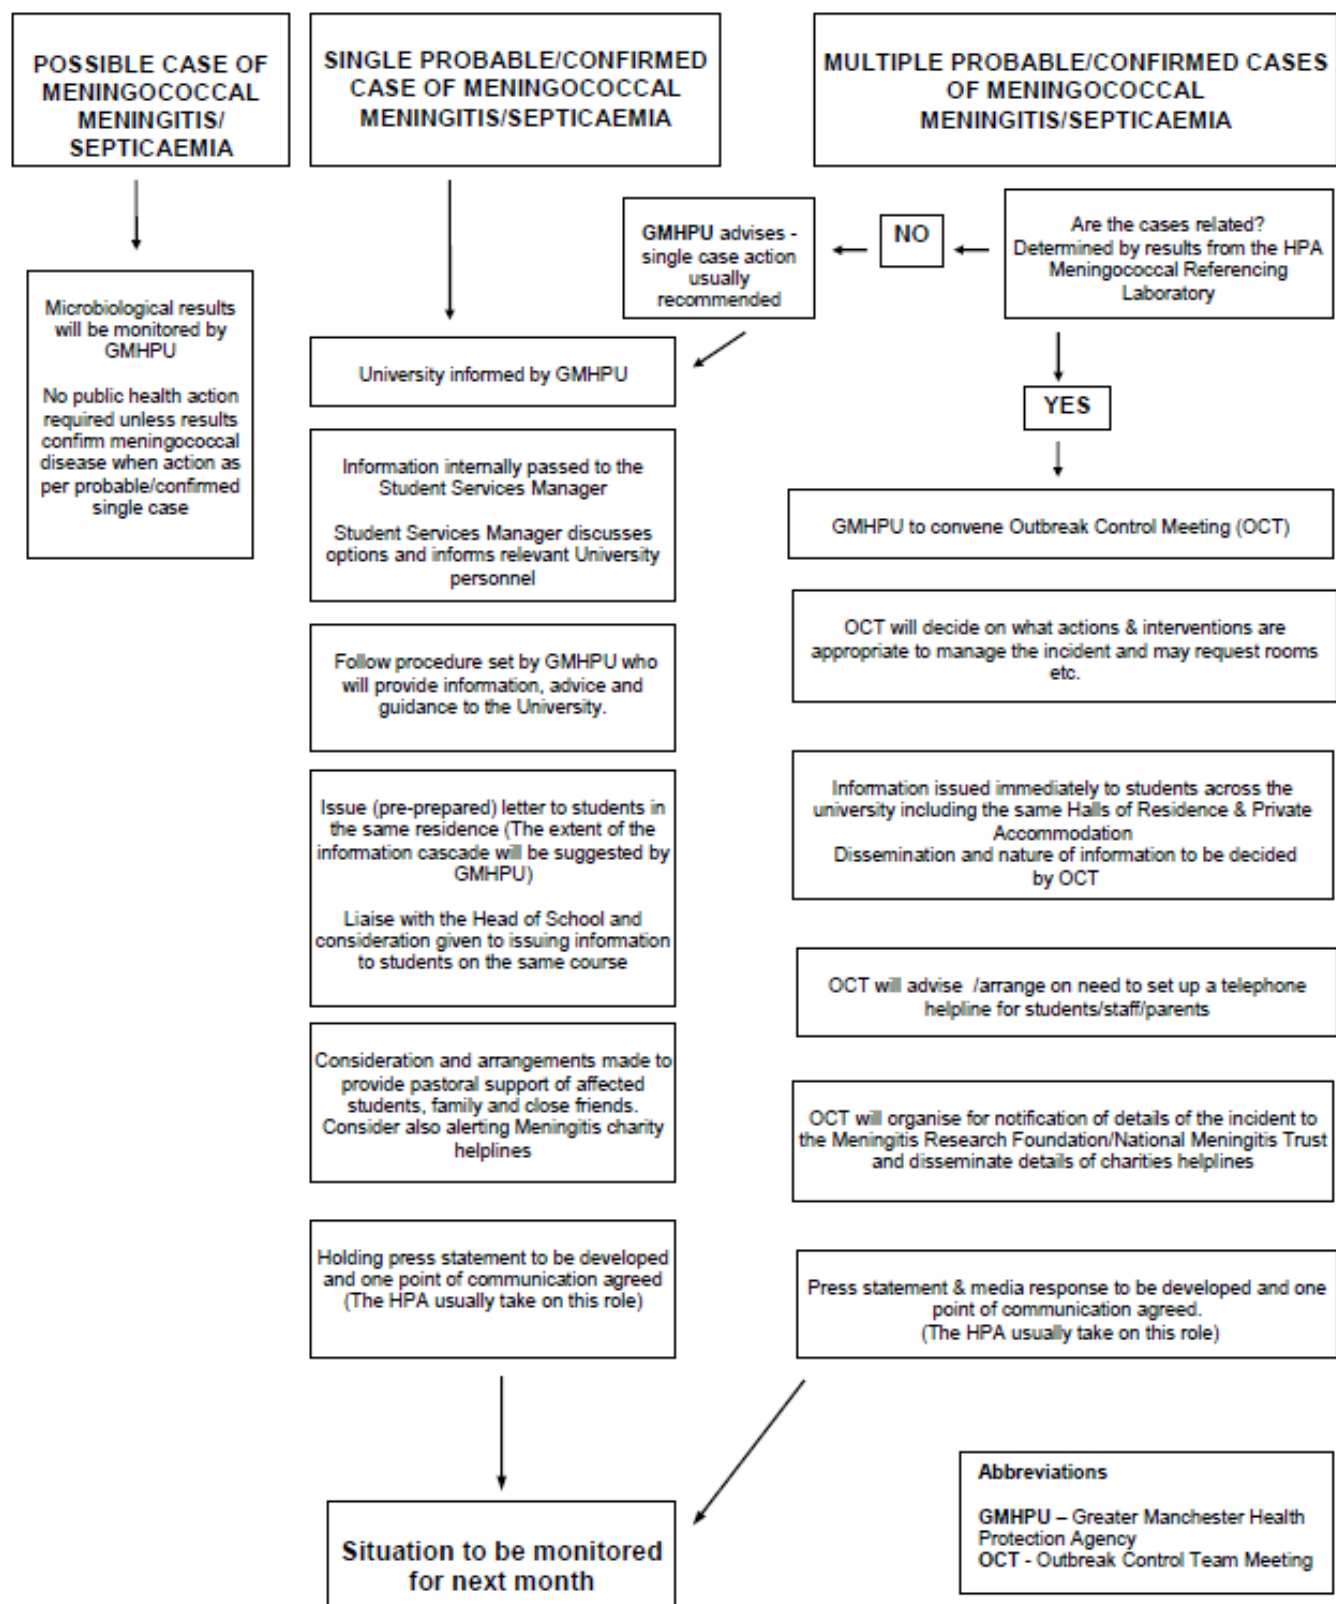 POSSIBLE CASE OF
MENINGOCOCCAL
MENINGITIS/
SEPTICAEMIA
Microbiological results
will be monitored by
GMHPU
No public health action
required unless results
confirm meningococcal
disease when action as
per probable/confirmed
single case
SINGLE PROBABLE/CONFIRMED
CASE OF MENINGOCOCCAL
MENINGITIS/SEPTICAEMIA
University informed by GMHPU
Information internally passed to the
Student Services Manager
Student Services Manager discusses
options and informs relevant University
personnel
Follow procedure set by GMHPU who
will provide information, advice and
guidance to the University.
Issue (pre-prepared) letter to students in
the same residence (The extent of the
information cascade will be suggested by
GMHPU)
Liaise with the Head of School and
consideration given to issuing information
to students on the same course
Consideration and arrangements made to
provide pastoral support of affected
students, family and close friends.
Consider also alerting Meningitis charity
helplines
Holding press statement to be developed
and one point of communication agreed
(The HPA usually take on this role)
MULTIPLE PROBABLE/CONFIRMED CASES
OF MENINGOCOCCAL
MENINGITIS/SEPTICAEMIA
Are the cases related?
Determined by results from the HPA
Meningococcal Referencing
Laboratory
NO
GMHPU advises -
single case action
usually
recommended
YES
GMHPU to convene Outbreak Control Meeting (OCT)
OCT will decide on what actions & interventions are
appropriate to manage the incident and may request rooms
etc.
Information issued immediately to students across the
university including the same Halls of Residence & Private
Accommodation
Dissemination and nature of information to be decided
by OCT
OCT will advise /arrange on need to set up a telephone
helpline for students/staff/parents
OCT will organise for notification of details of the incident to
the Meningitis Research Foundation/National Meningitis Trust
and disseminate details of charities helplines
Press statement & media response to be developed and one
point of communication agreed.
(The HPA usually take on this role)
Situation to be monitored
for next month
Abbreviations
GMHPU – Greater Manchester Health
Protection Agency
OCT - Outbreak Control Team Meeting